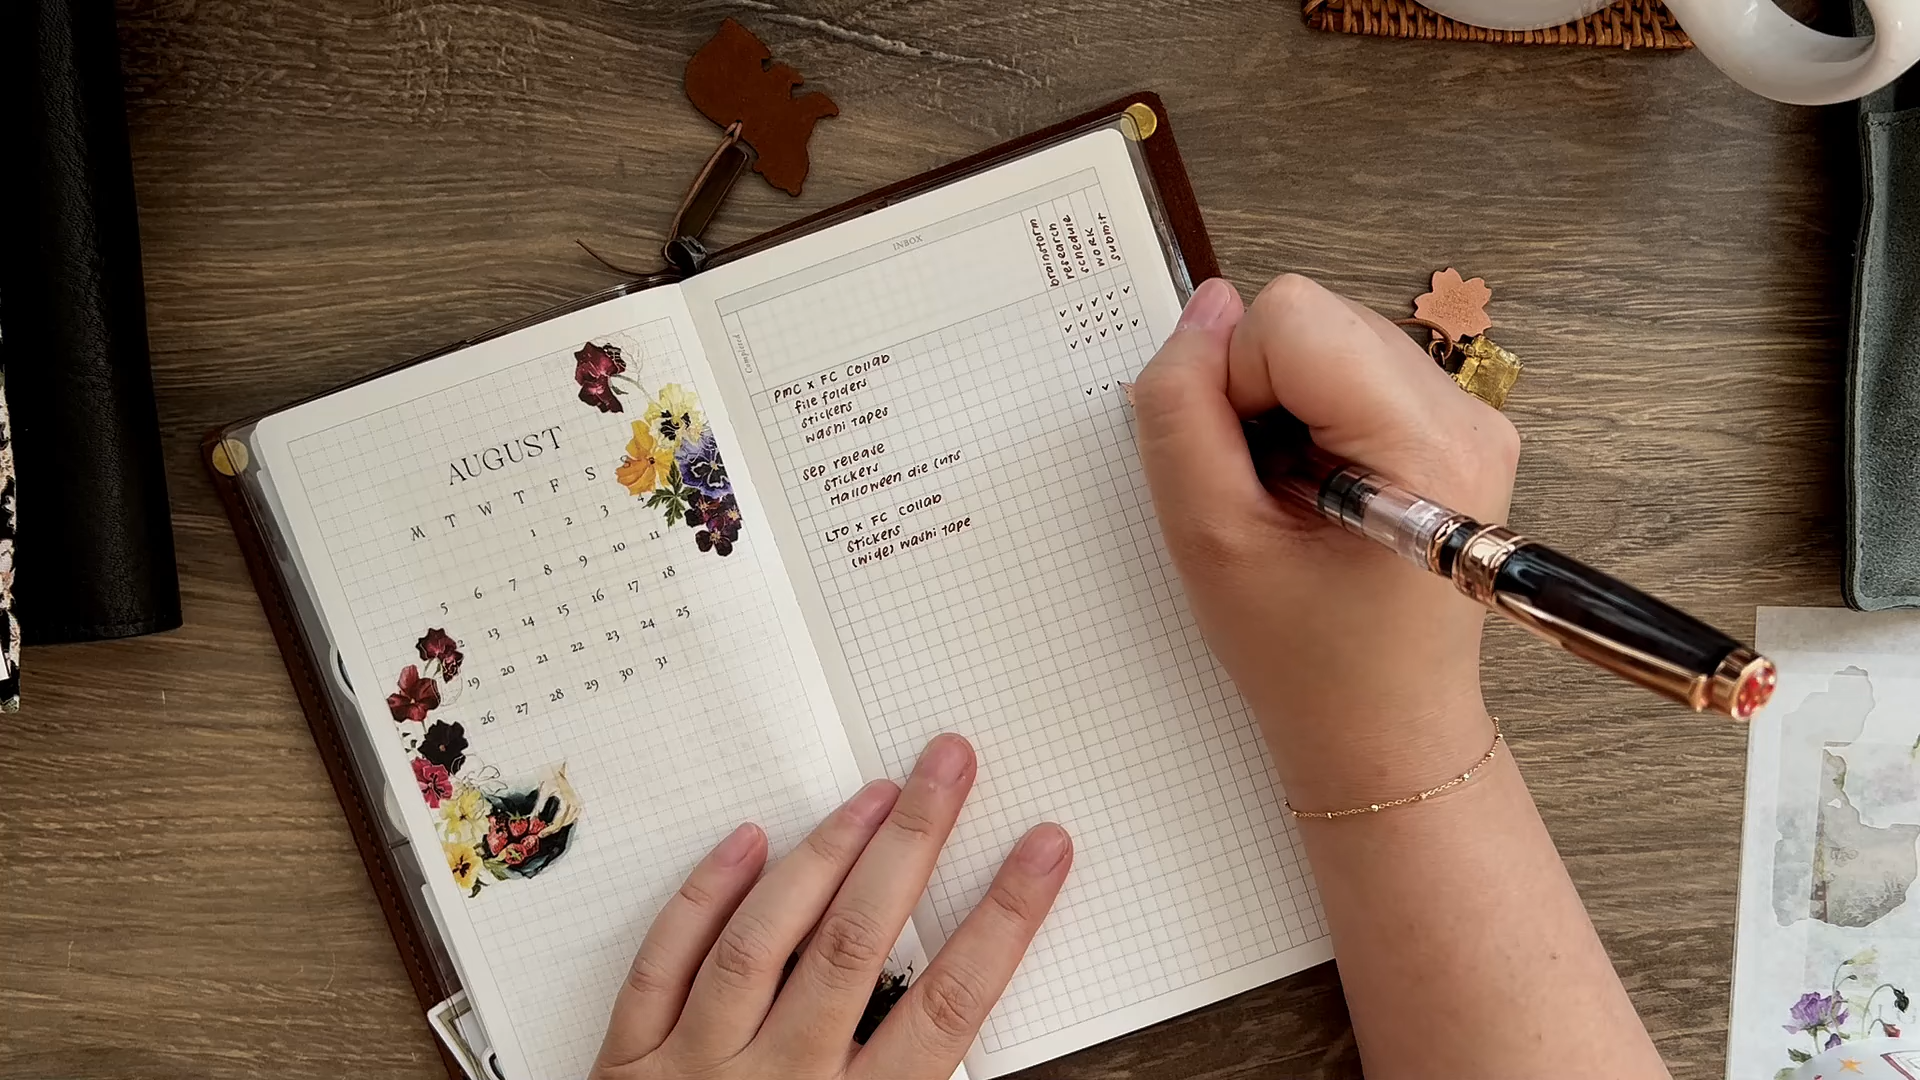 AUGUST
M T W T F S
1 2 3 4
5 6 7 8 9 10 11
13 14 15 16 17 18
19 20 21 22 23 24 25
26 27 28 29 30 31
INBOX
Completed
brainstorm
research
schedule
work
submit
PMC x FC Collab
file folders
stickers
washi tapes
Sep release
stickers
Halloween die cuts
LTO x FC Collab
stickers
(wide) washi tape